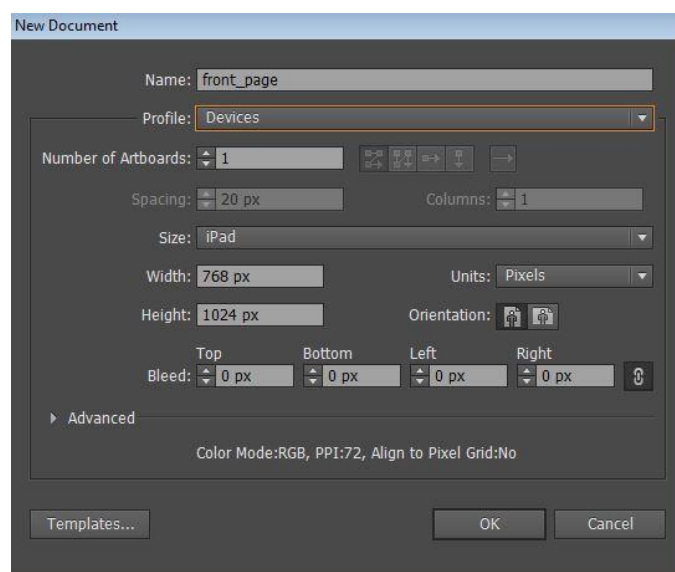 New Document
Name: front_page
Profile: Devices
Number of Artboards: 1
Spacing: 20 px Columns: 1
Size: iPad
Width: 768 px Units: Pixels
Height: 1024 px Orientation:
Top Bottom Left Right
Bleed: 0 px 0 px 0 px 0 px
Advanced
Color Mode:RGB, PPI:72, Align to Pixel Grid:No
Templates... OK Cancel